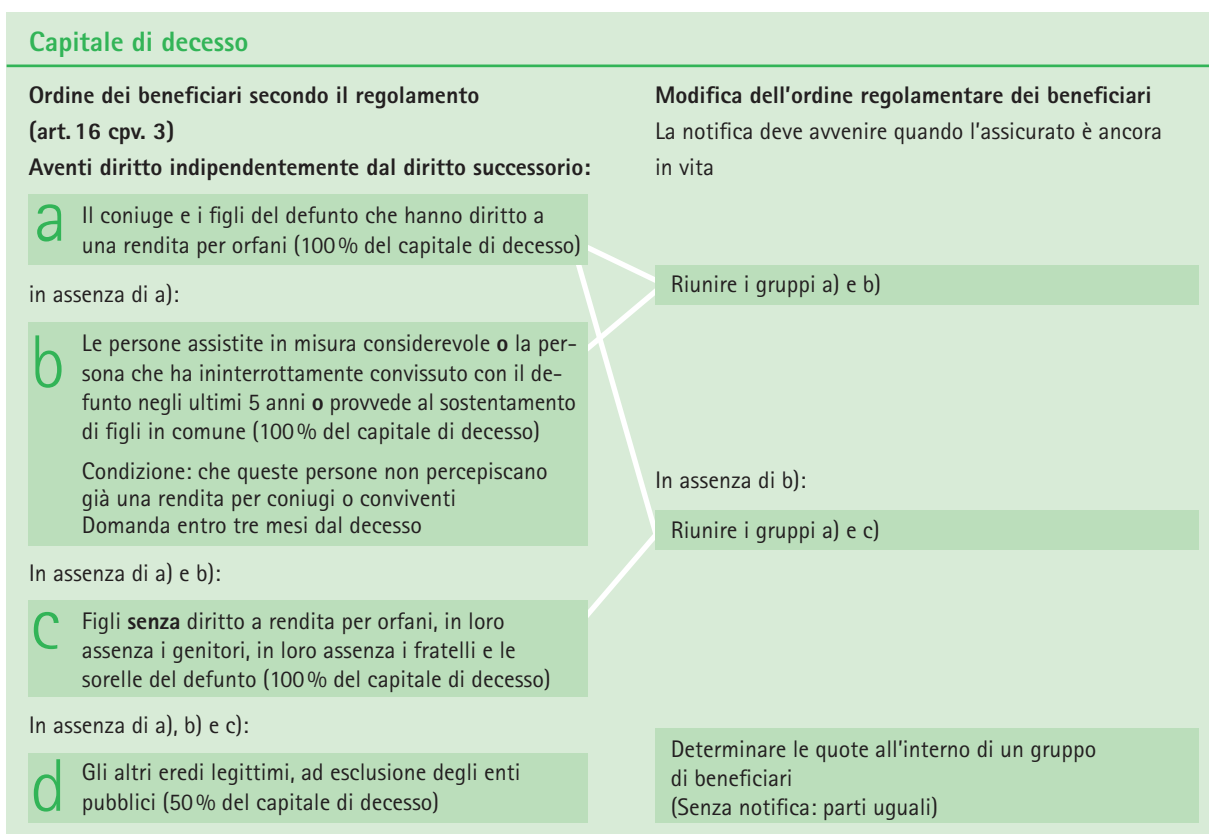 Capitale di decesso
Ordine dei beneficiari secondo il regolamento
(art. 16 cpv. 3)
Aventi diritto indipendentemente dal diritto successorio:
a
Il coniuge e i figli del defunto che hanno diritto a
una rendita per orfani (100 % del capitale di decesso)
in assenza di a):
b
Le persone assistite in misura considerevole o la per-
sona che ha ininterrottamente convissuto con il de-
funto negli ultimi 5 anni o provvede al sostentamento
di figli in comune (100 % del capitale di decesso)
Condizione: che queste persone non percepiscano
già una rendita per coniugi o conviventi
Domanda entro tre mesi dal decesso
In assenza di a) e b):
c
Figli senza diritto a rendita per orfani, in loro
assenza i genitori, in loro assenza i fratelli e le
sorelle del defunto (100 % del capitale di decesso)
In assenza di a), b) e c):
d
Gli altri eredi legittimi, ad esclusione degli enti
pubblici (50 % del capitale di decesso)
Modifica dell'ordine regolamentare dei beneficiari
La notifica deve avvenire quando l'assicurato è ancora
in vita
Riunire i gruppi a) e b)
In assenza di b):
Riunire i gruppi a) e c)
Determinare le quote all'interno di un gruppo
di beneficiari
(Senza notifica: parti uguali)